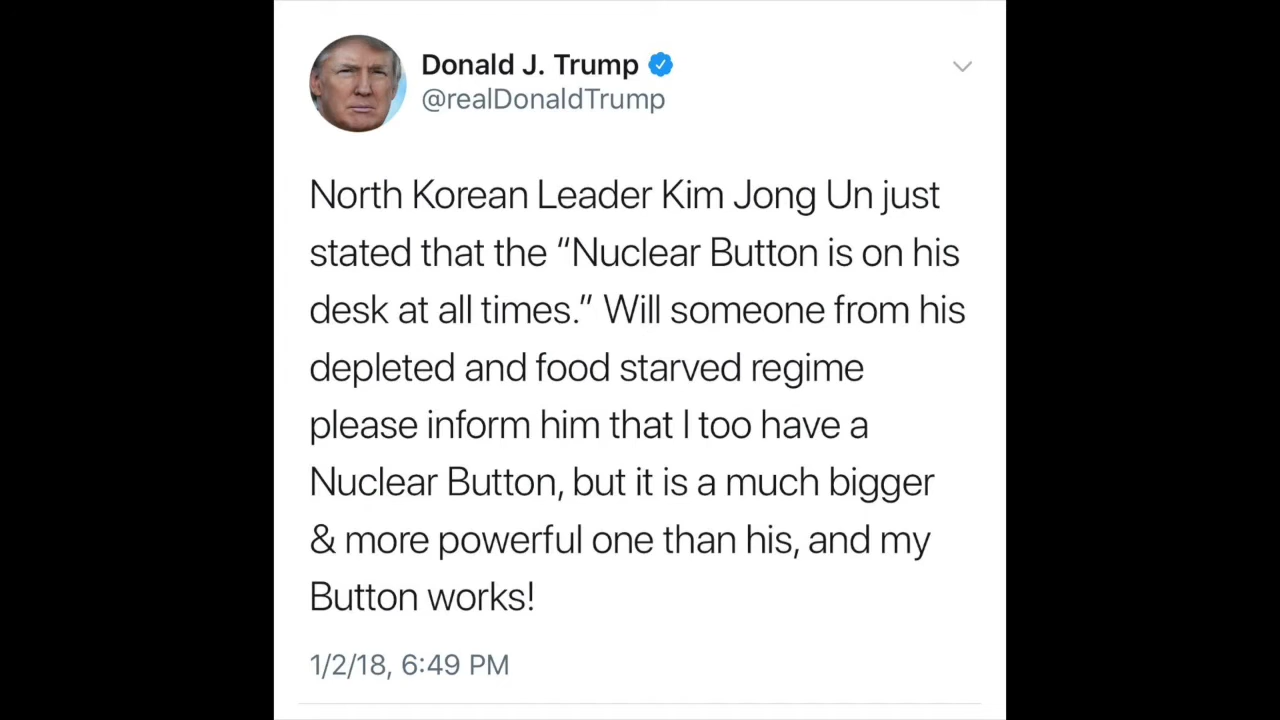 Donald J. Trump
@realDonaldTrump
North Korean Leader Kim Jong Un just
stated that the “Nuclear Button is on his
desk at all times.” Will someone from his
depleted and food starved regime
please inform him that I too have a
Nuclear Button, but it is a much bigger
& more powerful one than his, and my
Button works!
1/2/18, 6:49 PM